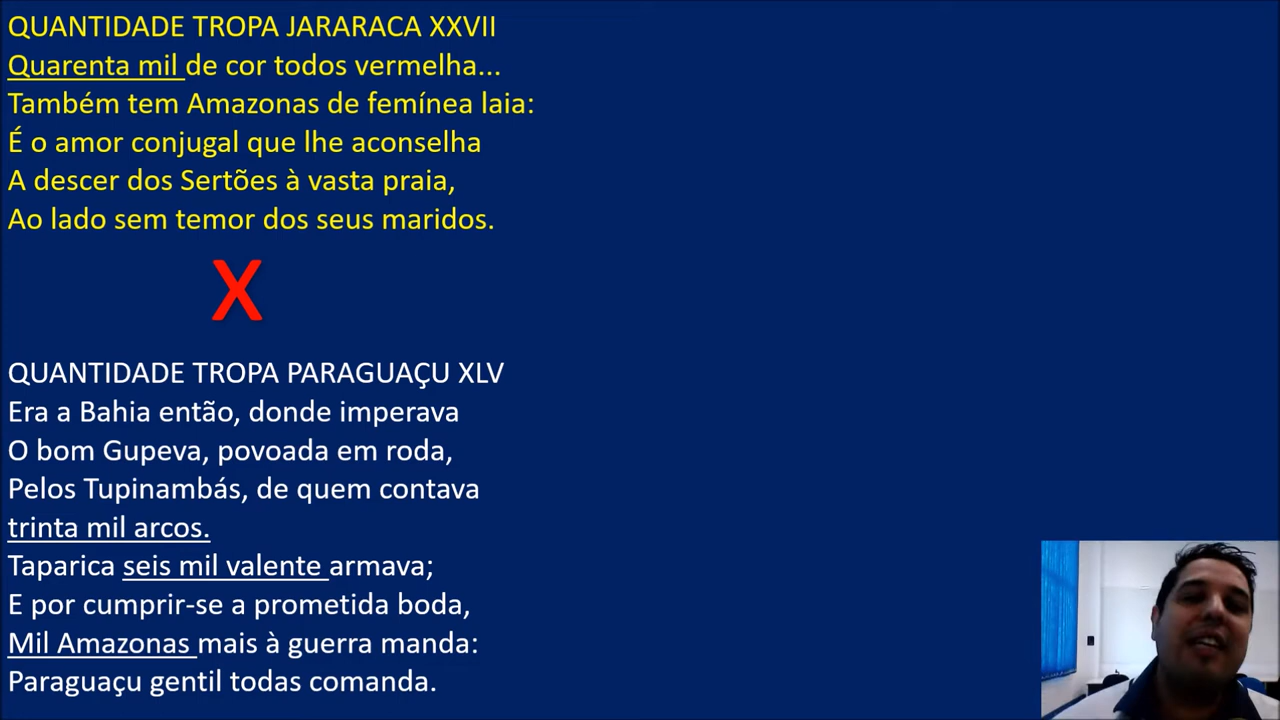 QUANTIDADE TROPA JARARACA XXVII
Quarenta mil de cor todos vermelha...
Também tem Amazonas de femínea laia:
É o amor conjugal que lhe aconselha
A descer dos Sertões à vasta praia,
Ao lado sem temor dos seus maridos.
X
QUANTIDADE TROPA PARAGUAÇU XLV
Era a Bahia então, donde imperava
O bom Gupeva, povoada em roda,
Pelos Tupinambás, de quem contava
trinta mil arcos.
Taparica seis mil valente armava;
E por cumprir-se a prometida boda,
Mil Amazonas mais à guerra manda:
Paraguaçu gentil todas comanda.